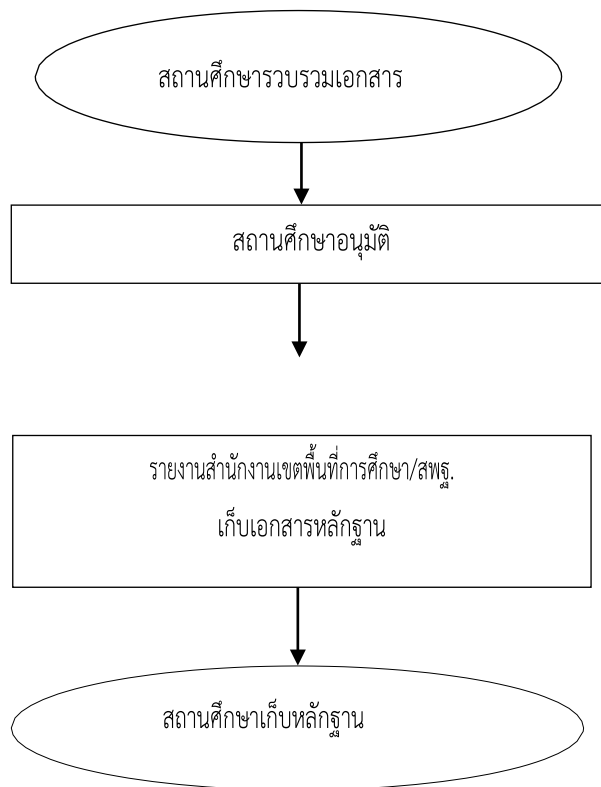 สถานศึกษารวบรวมเอกสาร
สถานศึกษาอนุมัติ
รายงานสำนักงานเขตพื้นที่การศึกษา/สพฐ.
เก็บเอกสารหลักฐาน
สถานศึกษาเก็บหลักฐาน